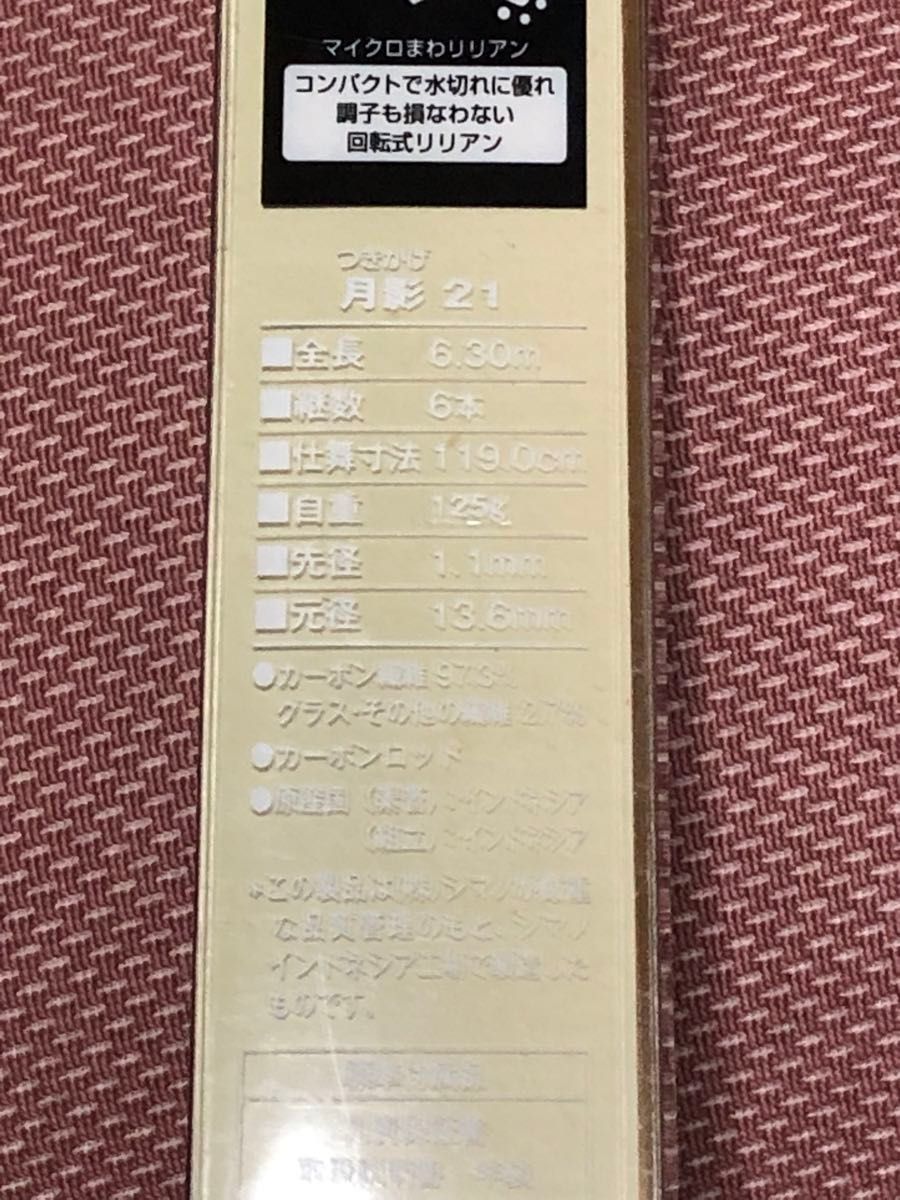 マイクロまわりリリアン
コンパクトで水切れに優れ
調子も損なわない
回転式リリアン
つきかげ
月影 21
■全長 6.30m
■継数 6本
■仕舞寸法 119.0cm
■自重 125g
■先径 1.1mm
■元径 13.6mm
●カーボン繊維 97.3%
グラス・その他の繊維 2.7%
●カーボンロッド
●原産国 (素管):インドネシア
(組立):インドネシア
*この製品は(株)シマノが厳重
な品質管理の元と、シマノ
インドネシア工場で製造した
ものです。